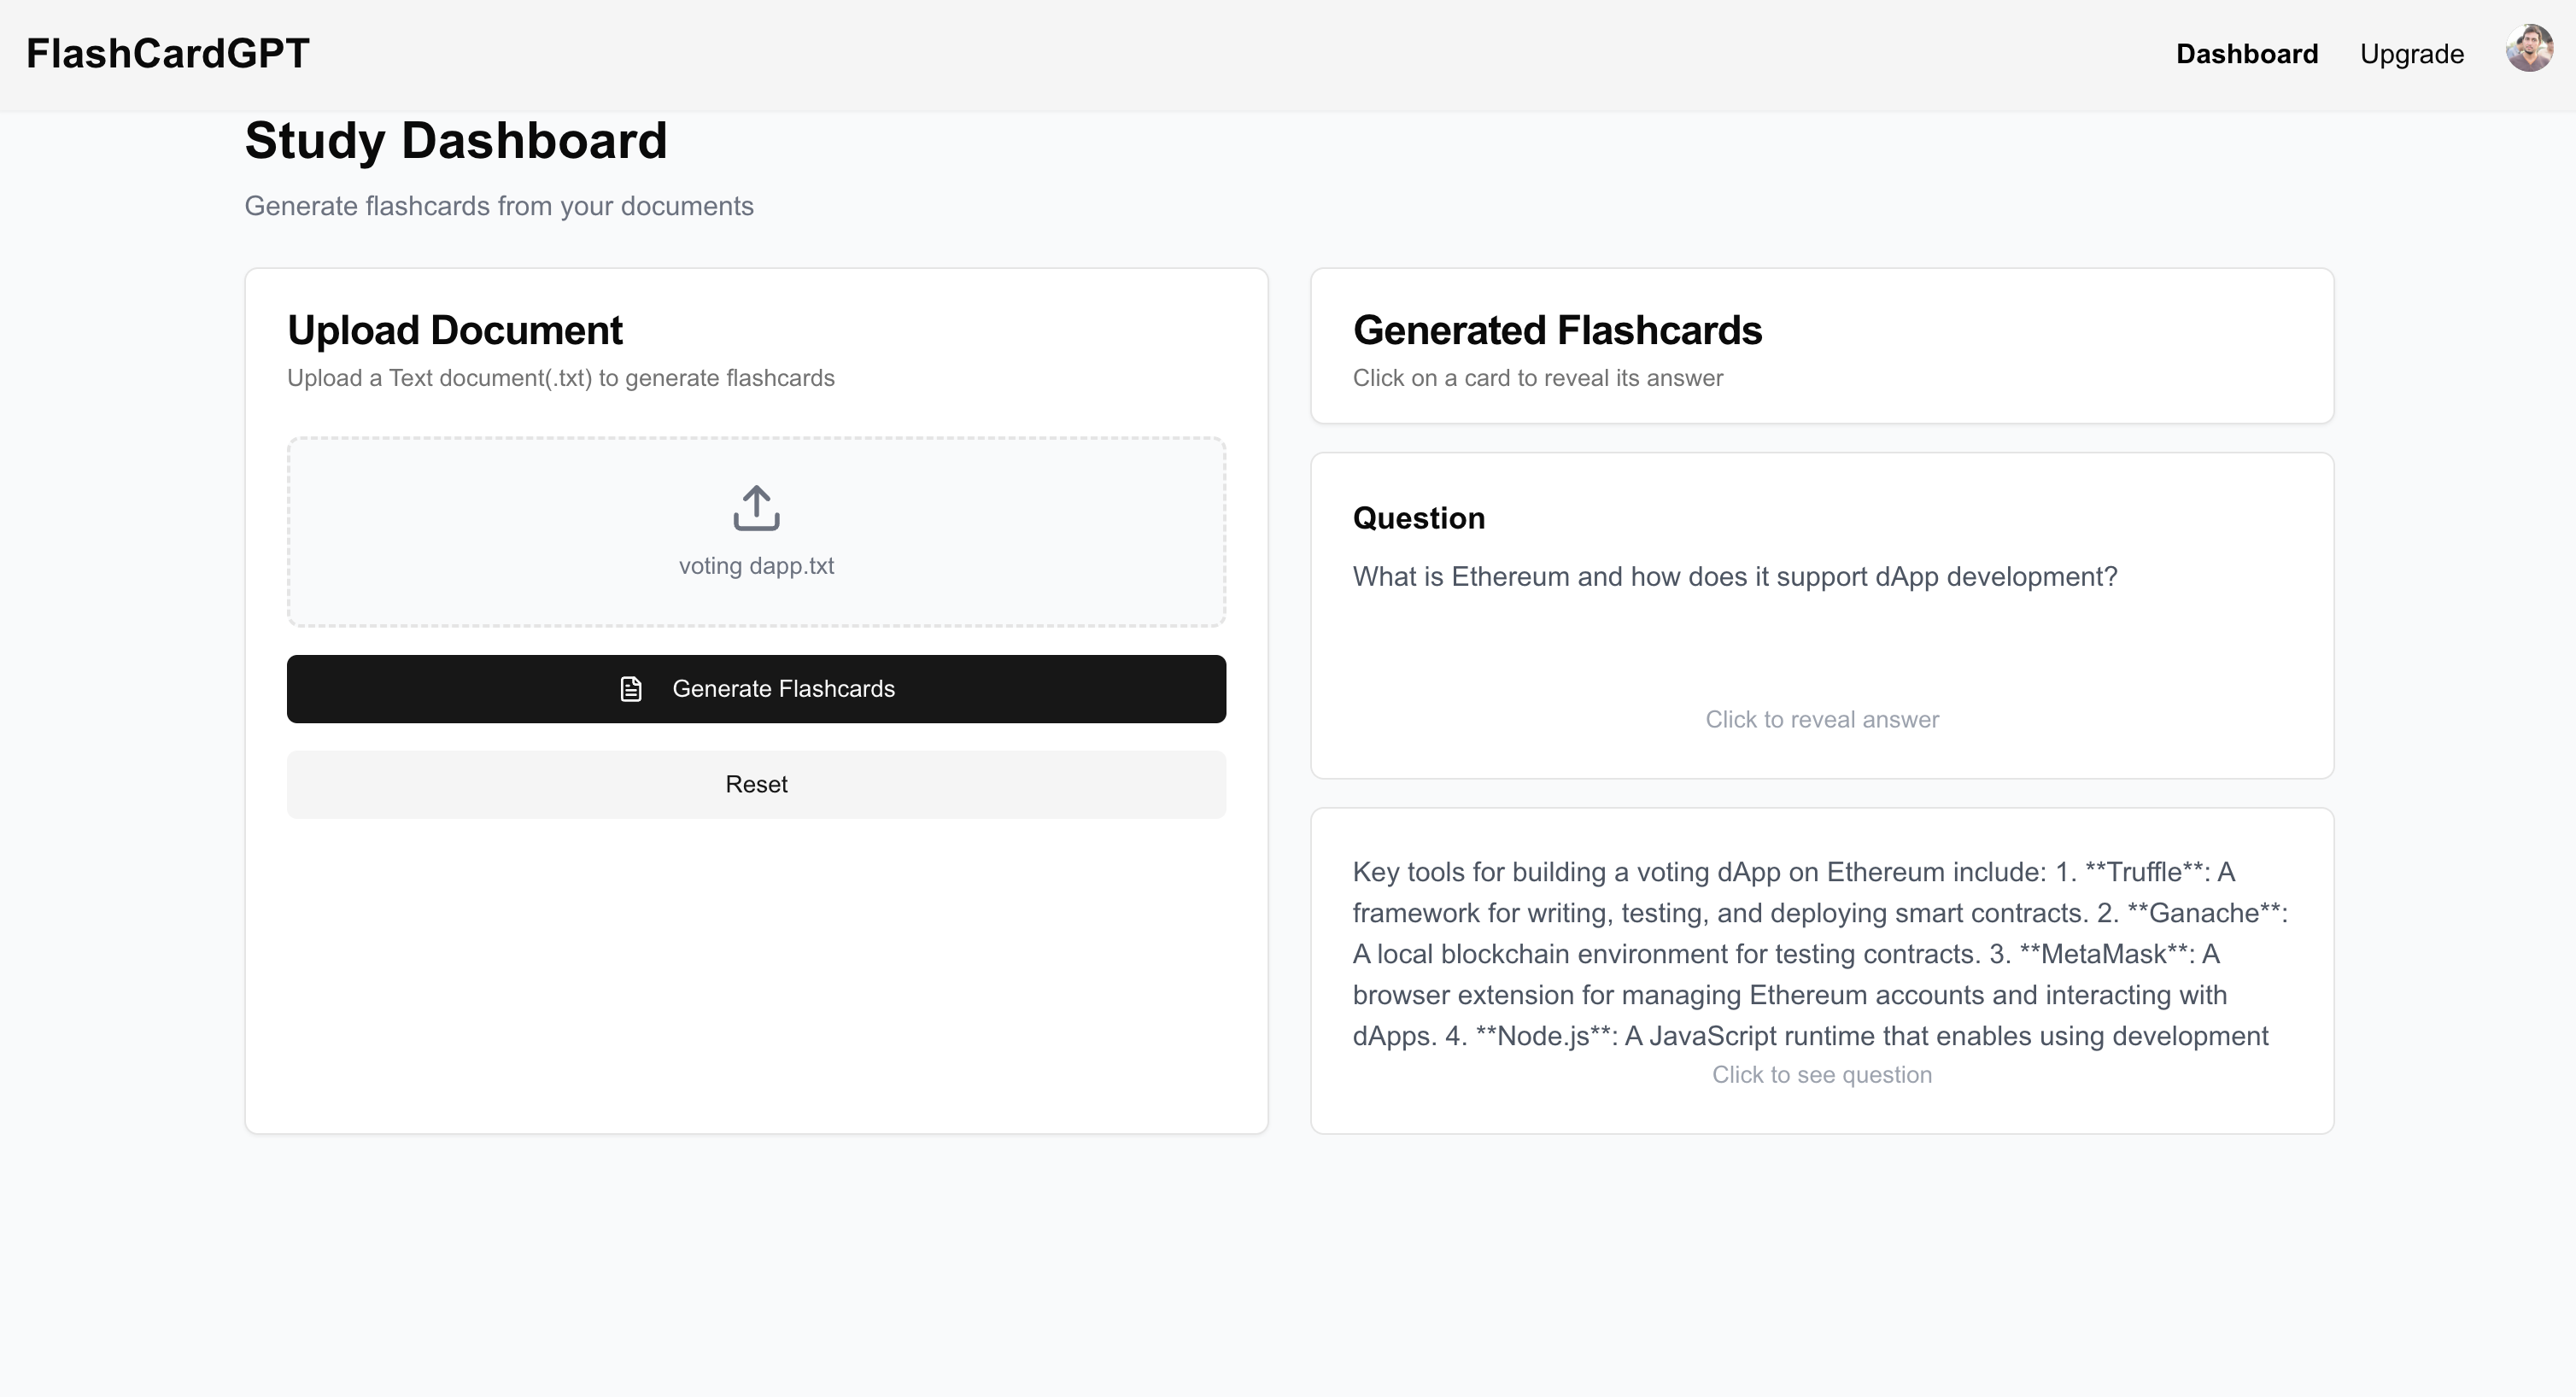 FlashCardGPT
Dashboard
Upgrade
Study Dashboard
Generate flashcards from your documents
Upload Document
Upload a Text document(.txt) to generate flashcards
voting dapp.txt
Generate Flashcards
Reset
Generated Flashcards
Click on a card to reveal its answer
Question
What is Ethereum and how does it support dApp development?
Click to reveal answer
Key tools for building a voting dApp on Ethereum include: 1. **Truffle**: A
framework for writing, testing, and deploying smart contracts. 2. **Ganache**:
A local blockchain environment for testing contracts. 3. **MetaMask**: A
browser extension for managing Ethereum accounts and interacting with
dApps. 4. **Node.js**: A JavaScript runtime that enables using development
Click to see question